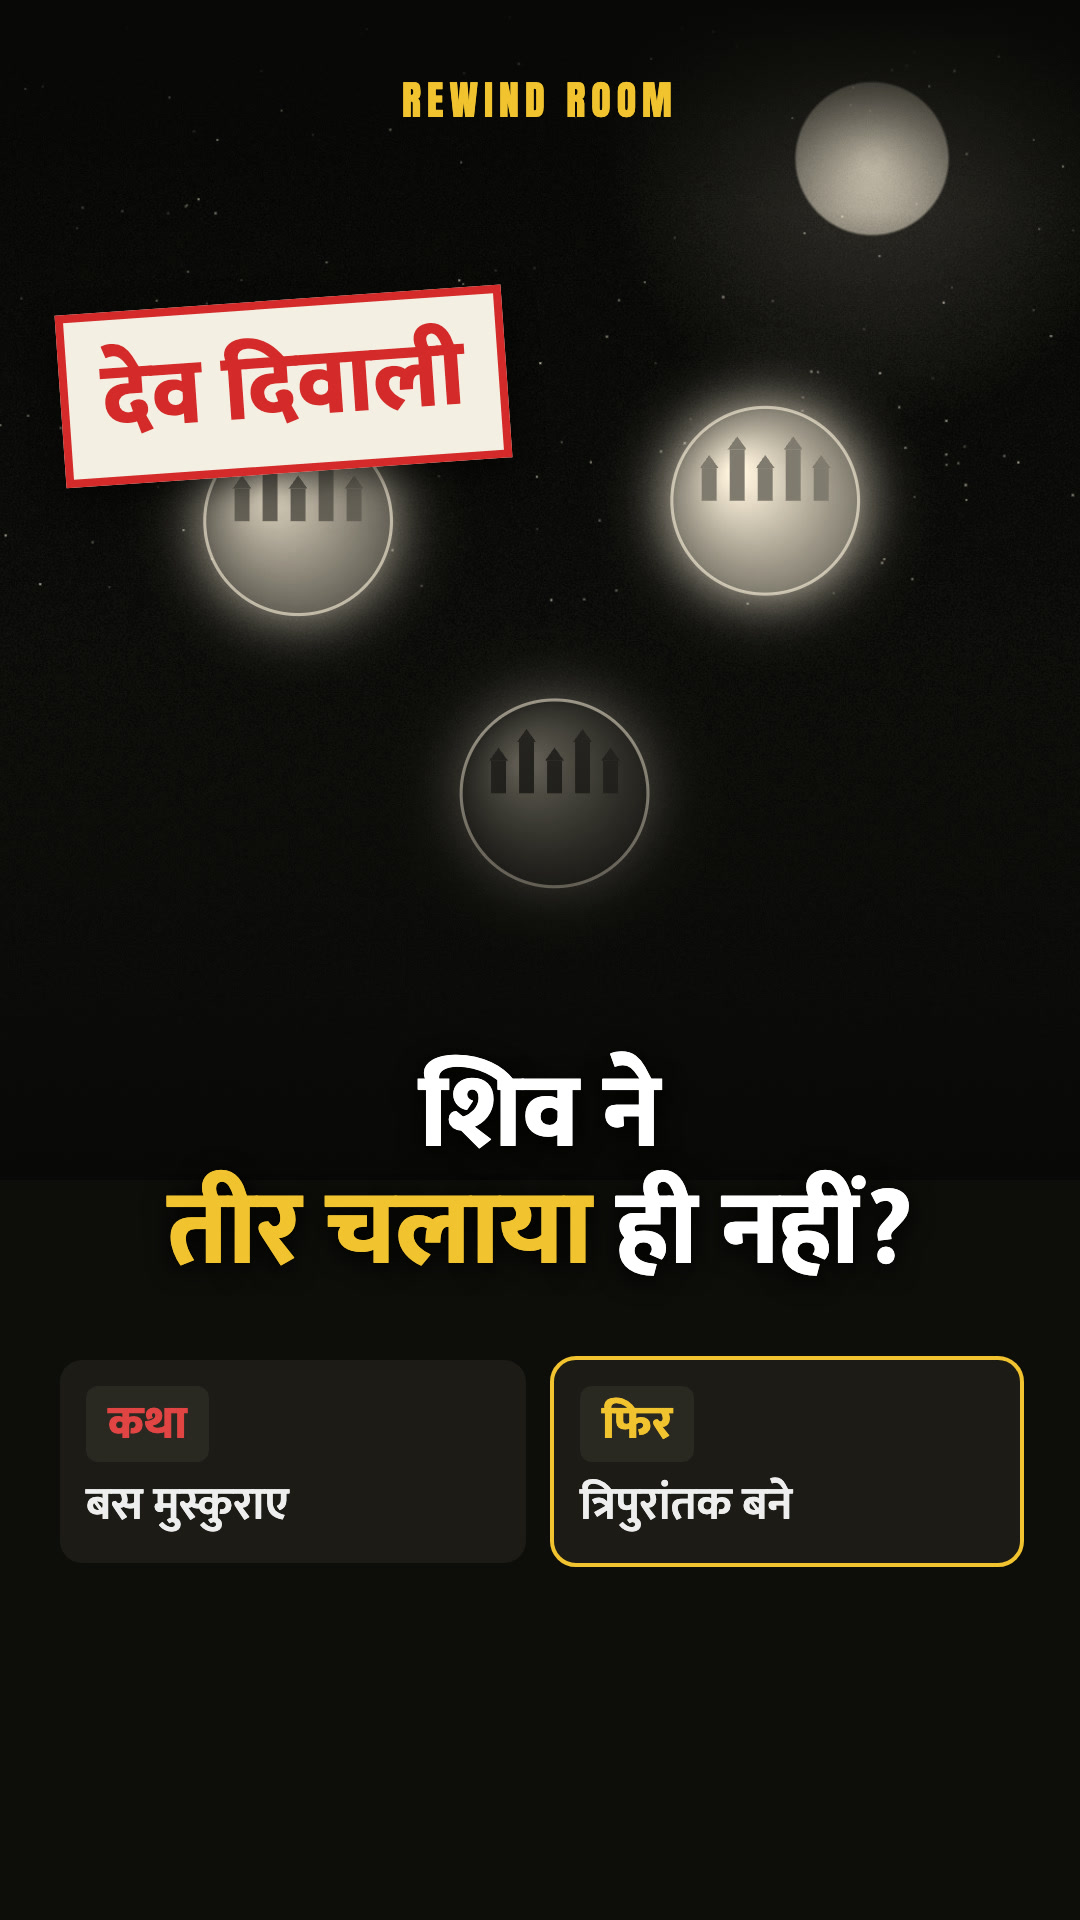 REWIND ROOM
देव दिवाली
शिव ने
तीर चलाया ही नहीं?
कथा
बस मुस्कुराए
फिर
त्रिपुरांतक बने